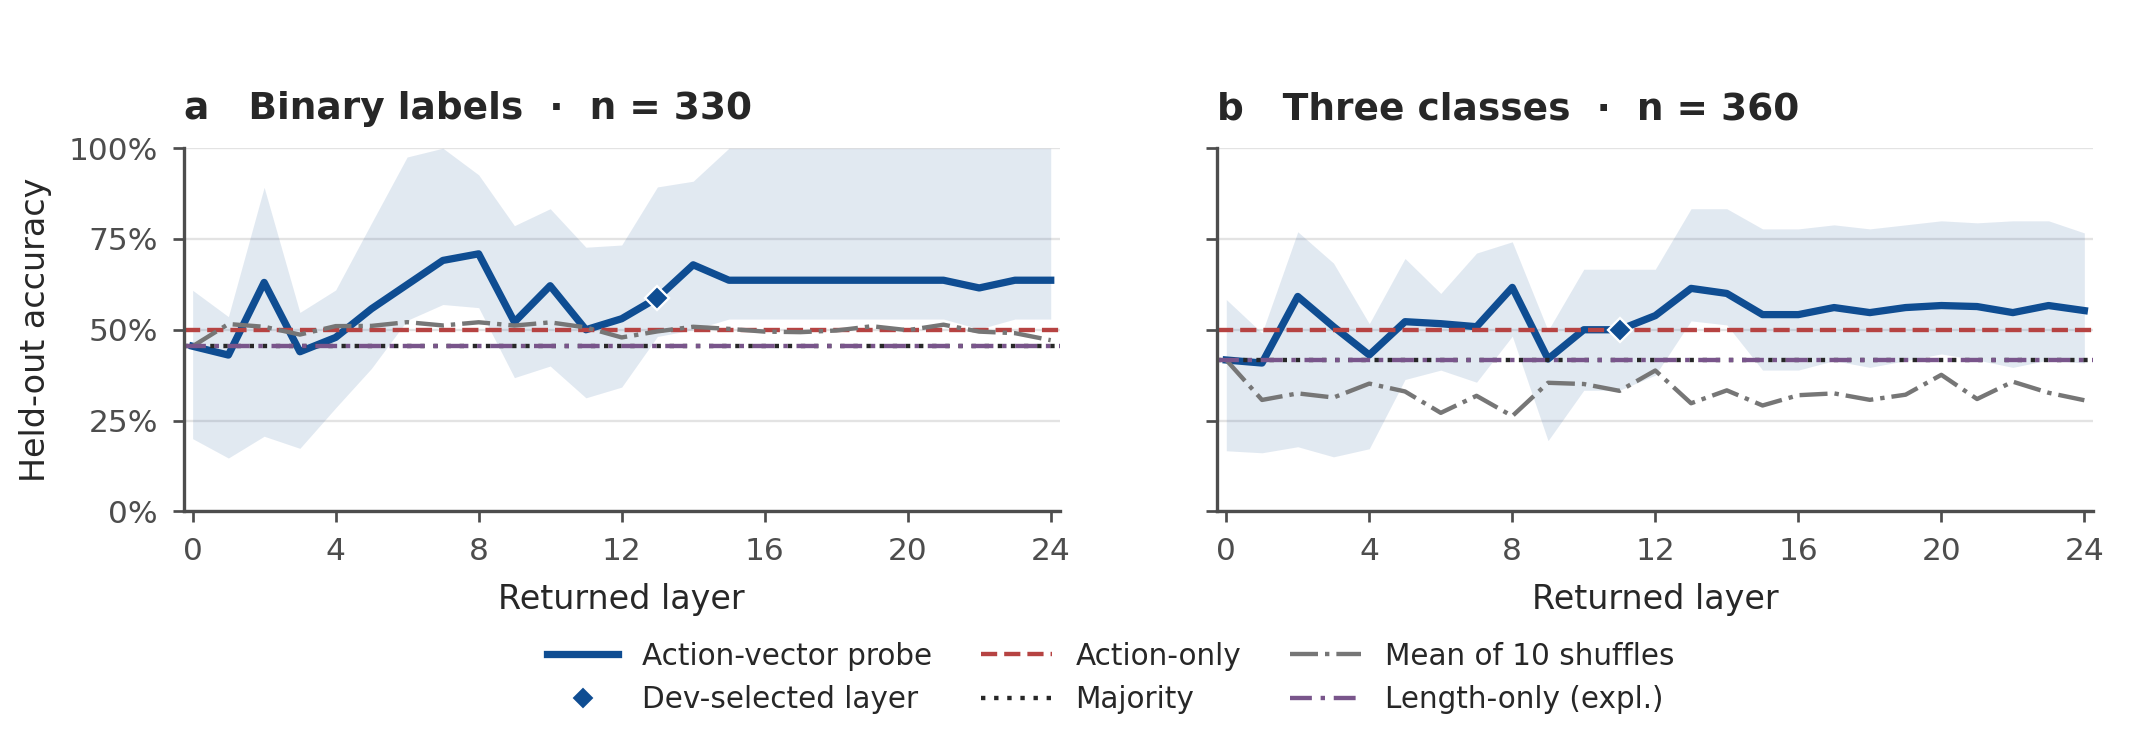 a Binary labels · n = 330
b Three classes · n = 360
Held-out accuracy
100%
75%
50%
25%
0%
0 4 8 12 16 20 24
0 4 8 12 16 20 24
Returned layer
Returned layer
Action-vector probe
Dev-selected layer
Action-only
Majority
Mean of 10 shuffles
Length-only (expl.)